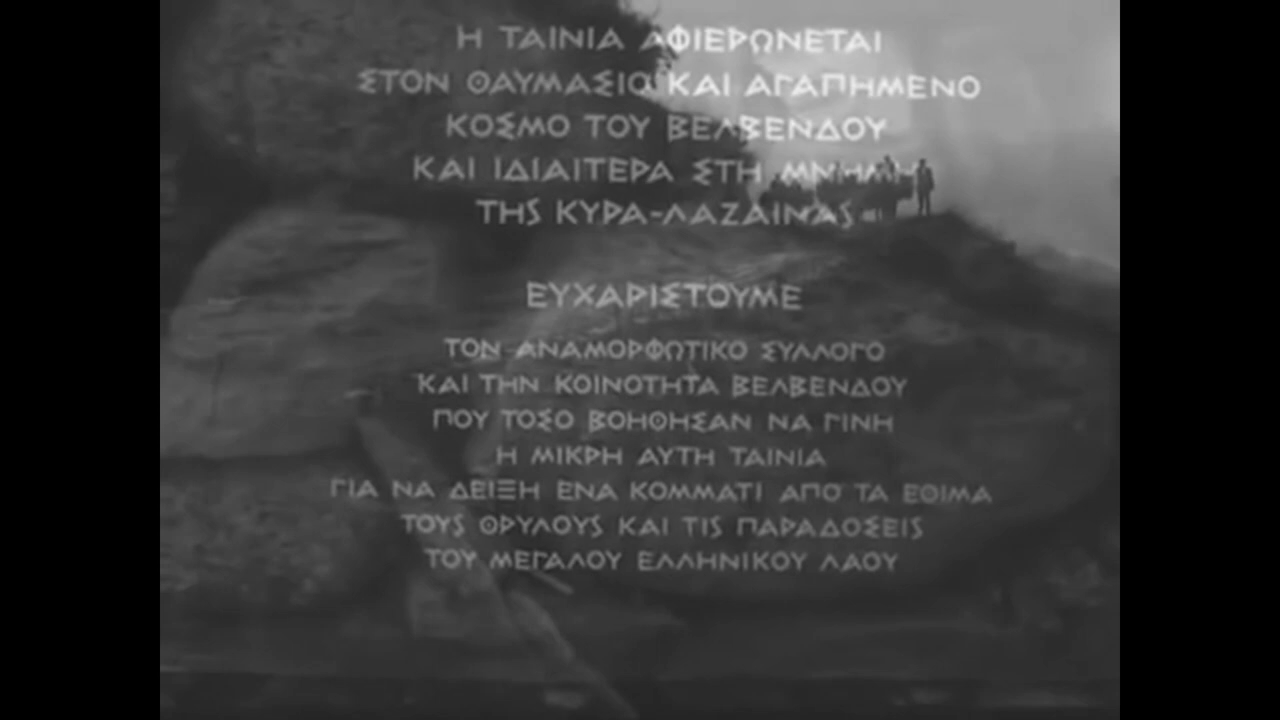 Η ΤΑΙΝΙΑ ΑΦΙΕΡΩΝΕΤΑΙ
ΣΤΟΝ ΘΑΥΜΑΣΙΟ ΚΑΙ ΑΓΑΠΗΜΕΝΟ
ΚΟΣΜΟ ΤΟΥ ΒΕΛΒΕΝΔΟΥ
ΚΑΙ ΙΔΙΑΙΤΕΡΑ ΣΤΗ ΜΝΗΜΗ
ΤΗΣ ΚΥΡΑ-ΛΑΖΑΙΝΑΣ
ΕΥΧΑΡΙΣΤΟΥΜΕ
ΤΟΝ ΑΝΑΜΟΡΦΩΤΙΚΟ ΣΥΛΛΟΓΟ
ΚΑΙ ΤΗΝ ΚΟΙΝΟΤΗΤΑ ΒΕΛΒΕΝΔΟΥ
ΠΟΥ ΤΟΣΟ ΒΟΗΘΗΣΑΝ ΝΑ ΓΙΝΗ
Η ΜΙΚΡΗ ΑΥΤΗ ΤΑΙΝΙΑ
ΓΙΑ ΝΑ ΔΕΙΞΗ ΕΝΑ ΚΟΜΜΑΤΙ ΑΠΟ ΤΑ ΕΘΙΜΑ
ΤΟΥΣ ΘΡΥΛΟΥΣ ΚΑΙ ΤΙΣ ΠΑΡΑΔΟΣΕΙΣ
ΤΟΥ ΜΕΓΑΛΟΥ ΕΛΛΗΝΙΚΟΥ ΛΑΟΥ